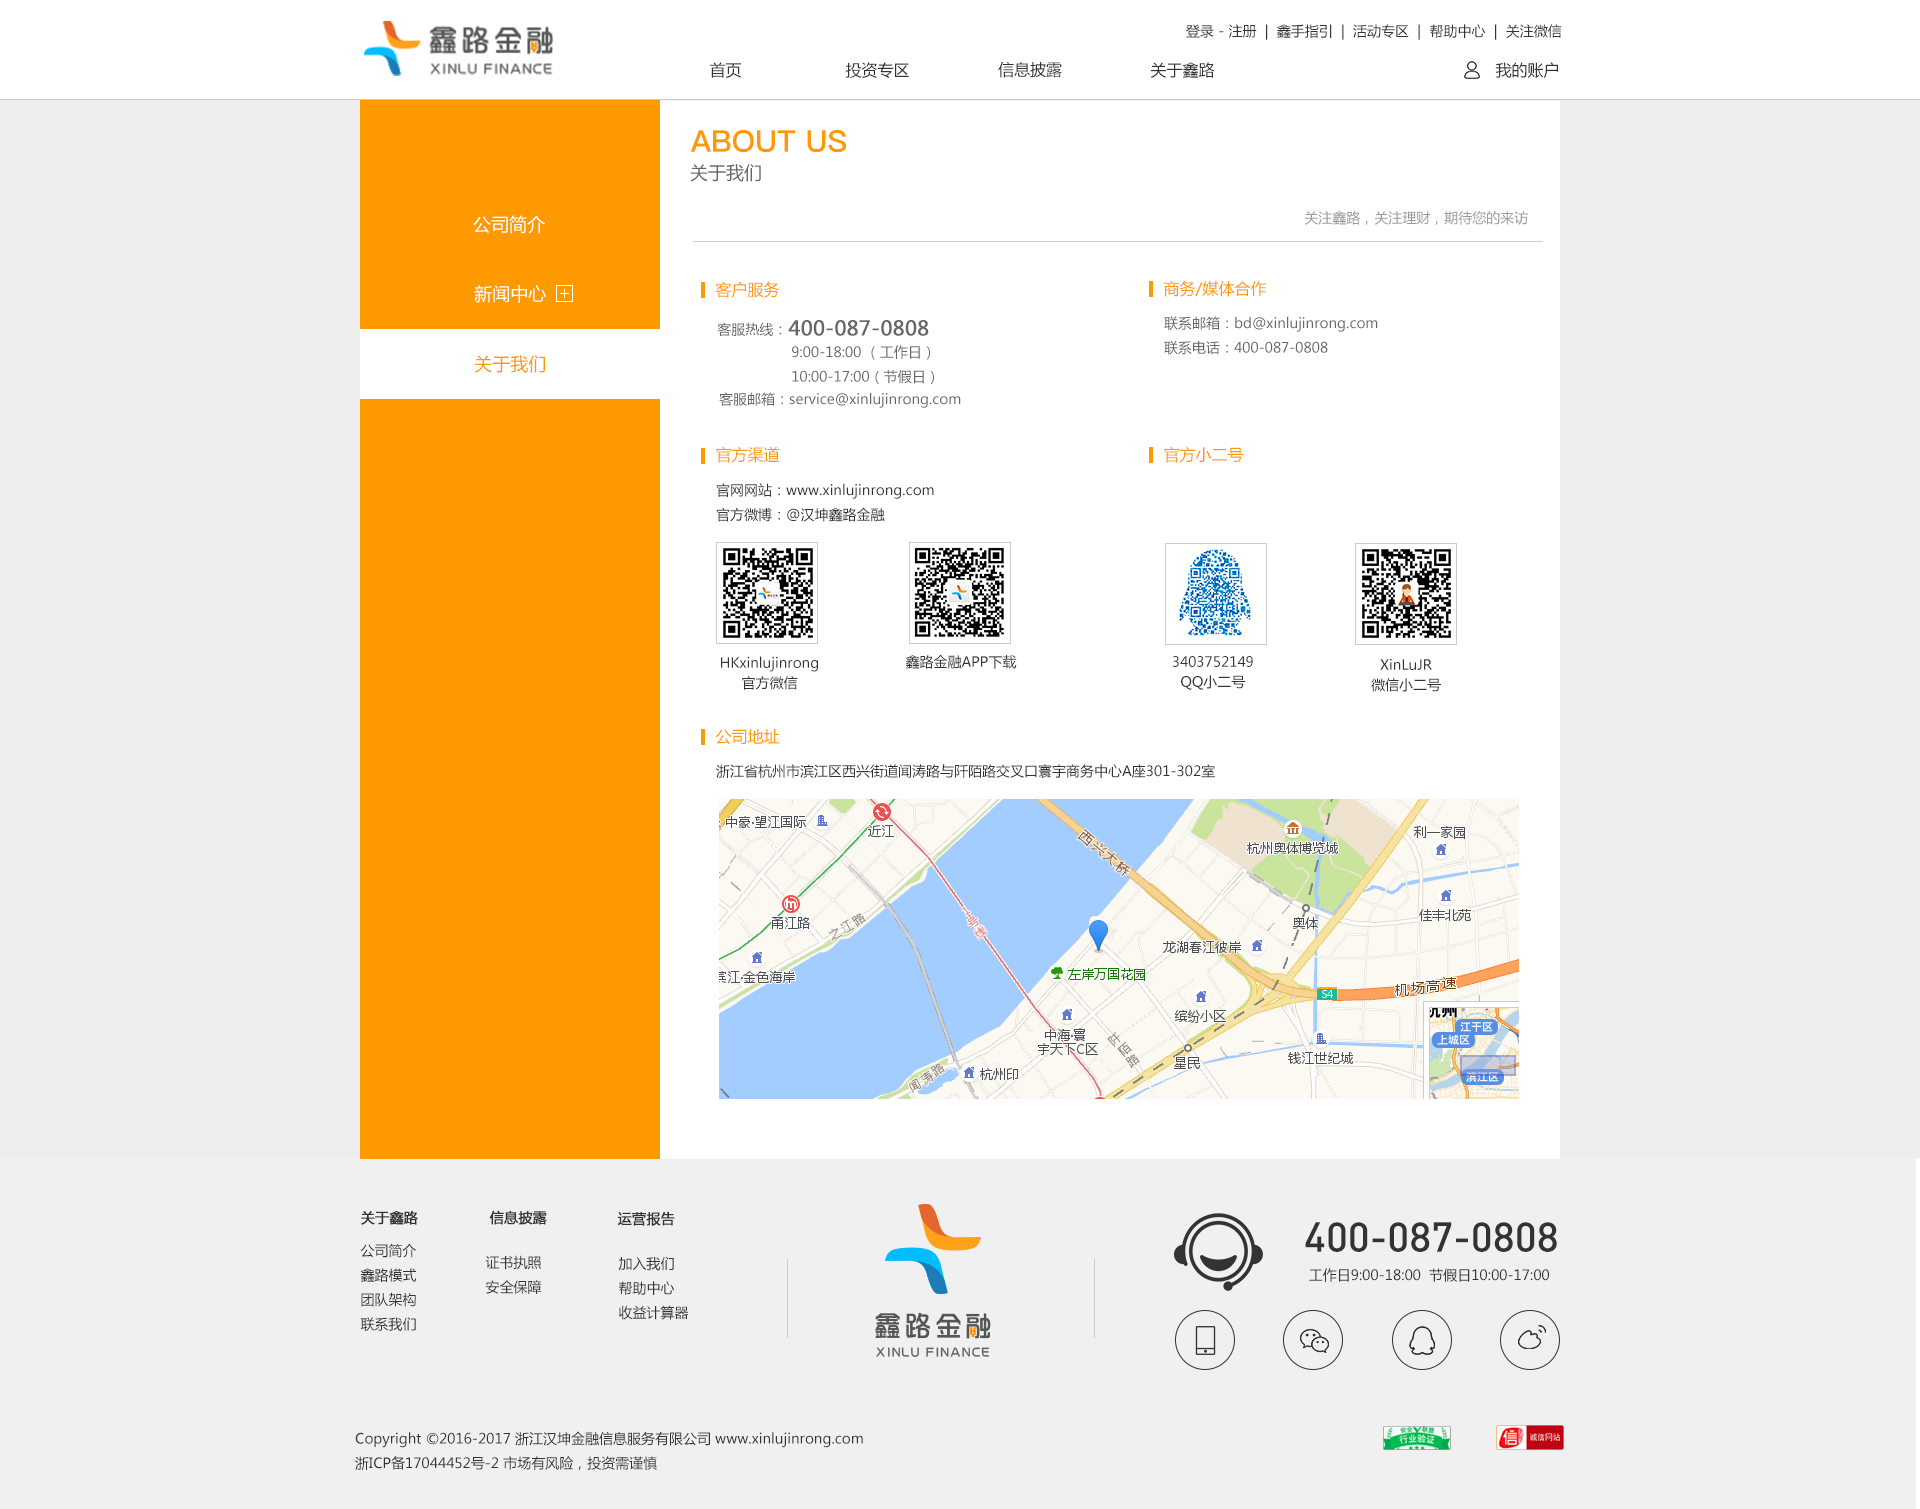 鑫路金融
XINLU FINANCE
登录 - 注册 | 鑫手指引 | 活动专区 | 帮助中心 | 关注微信
首页 投资专区 信息披露 关于鑫路 我的账户
公司简介
新闻中心
关于我们
ABOUT US
关于我们
关注鑫路，关注理财，期待您的来访
客户服务
客服热线：400-087-0808
9:00-18:00 （工作日）
10:00-17:00（节假日）
客服邮箱：service@xinlujinrong.com
商务/媒体合作
联系邮箱：bd@xinlujinrong.com
联系电话：400-087-0808
官方渠道
官网网站：www.xinlujinrong.com
官方微博：@汉坤鑫路金融
HKxinlujinrong
官方微信
鑫路金融APP下载
官方小二号
3403752149
QQ小二号
XinLuJR
微信小二号
公司地址
浙江省杭州市滨江区西兴街道闻涛路与阡陌路交叉口寰宇商务中心A座301-302室
中豪·望江国际
近江
西兴大桥
杭州奥体博览城
利一家园
甬江路
之江路
佳丰北苑
奥体
龙湖春江彼岸
滨江·金色海岸
左岸万国花园
S4
机场高速
缤纷小区
中海·寰
宇天下C区
阡陌路
星民
钱江世纪城
闻涛路
杭州印
杭州
江干区
上城区
滨江区
关于鑫路
公司简介
鑫路模式
团队架构
联系我们
信息披露
证书执照
安全保障
运营报告
加入我们
帮助中心
收益计算器
鑫路金融
XINLU FINANCE
400-087-0808
工作日9:00-18:00 节假日10:00-17:00
Copyright ©2016-2017 浙江汉坤金融信息服务有限公司 www.xinlujinrong.com
浙ICP备17044452号-2 市场有风险，投资需谨慎
行业验证
信 诚信网站